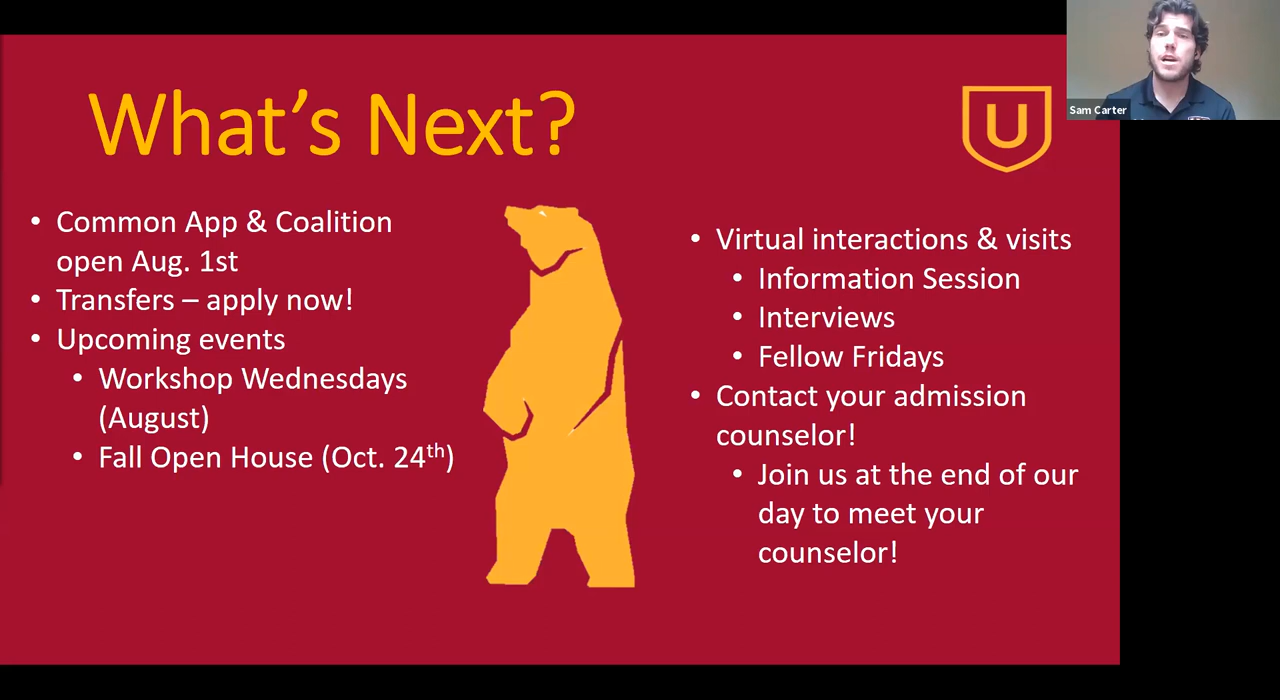 What's Next?
U
Sam Carter
• Common App & Coalition
open Aug. 1st
• Transfers – apply now!
• Upcoming events
• Workshop Wednesdays
(August)
• Fall Open House (Oct. 24th)
• Virtual interactions & visits
• Information Session
• Interviews
• Fellow Fridays
• Contact your admission
counselor!
• Join us at the end of our
day to meet your
counselor!